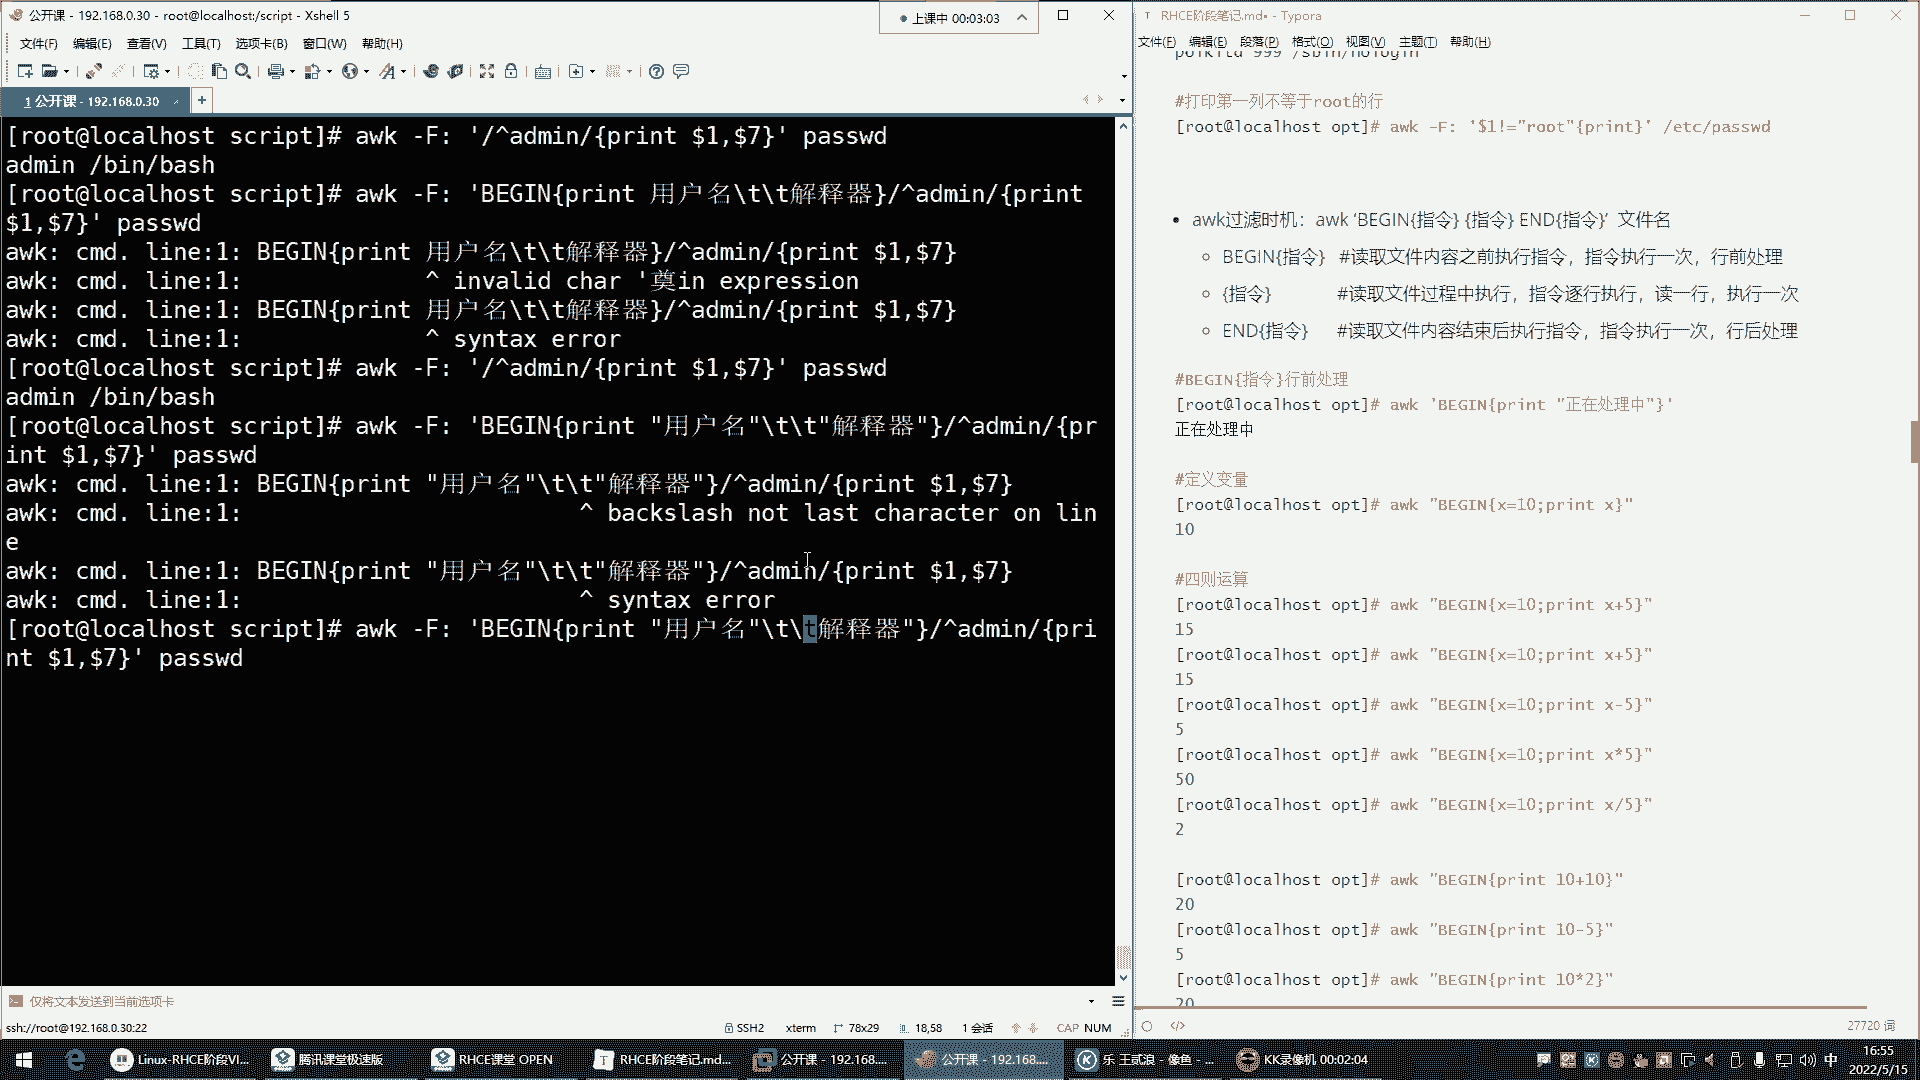 公开课 - 192.168.0.30 - root@localhost:/script - Xshell 5
上课中 00:03:03
文件(F) 编辑(E) 查看(V) 工具(T) 选项卡(B) 窗口(W) 帮助(H)
1 公开课 - 192.168.0.30
[root@localhost script]# awk -F: '/^admin/{print $1,$7}' passwd
admin /bin/bash
[root@localhost script]# awk -F: 'BEGIN{print 用户名\t\t解释器}/^admin/{print
$1,$7}' passwd
awk: cmd. line:1: BEGIN{print 用户名\t\t解释器}/^admin/{print $1,$7}
awk: cmd. line:1:             ^ invalid char '奠in expression
awk: cmd. line:1: BEGIN{print 用户名\t\t解释器}/^admin/{print $1,$7}
awk: cmd. line:1:             ^ syntax error
[root@localhost script]# awk -F: '/^admin/{print $1,$7}' passwd
admin /bin/bash
[root@localhost script]# awk -F: 'BEGIN{print "用户名"\t\t"解释器"}/^admin/{pr
int $1,$7}' passwd
awk: cmd. line:1: BEGIN{print "用户名"\t\t"解释器"}/^admin/{print $1,$7}
awk: cmd. line:1:                        ^ backslash not last character on lin
e
awk: cmd. line:1: BEGIN{print "用户名"\t\t"解释器"}/^admin/{print $1,$7}
awk: cmd. line:1:                        ^ syntax error
[root@localhost script]# awk -F: 'BEGIN{print "用户名"\t\t解释器"}/^admin/{pri
nt $1,$7}' passwd
仅将文本发送到当前选项卡
ssh://root@192.168.0.30:22 SSH2 xterm 78x29 18,58 1 会话 CAP NUM
RHCE阶段笔记.md• - Typora
文件(F) 编辑(E) 段落(P) 格式(O) 视图(V) 主题(T) 帮助(H)
polkitd 999 /sbin/nologin
#打印第一列不等于root的行
[root@localhost opt]# awk -F: '$1!="root"{print}' /etc/passwd
• awk过滤时机：awk ‘BEGIN{指令} {指令} END{指令}’ 文件名
BEGIN{指令} #读取文件内容之前执行指令，指令执行一次，行前处理
{指令} #读取文件过程中执行，指令逐行执行，读一行，执行一次
END{指令} #读取文件内容结束后执行指令，指令执行一次，行后处理
#BEGIN{指令}行前处理
[root@localhost opt]# awk 'BEGIN{print "正在处理中"}'
正在处理中
#定义变量
[root@localhost opt]# awk "BEGIN{x=10;print x}"
10
#四则运算
[root@localhost opt]# awk "BEGIN{x=10;print x+5}"
15
[root@localhost opt]# awk "BEGIN{x=10;print x+5}"
15
[root@localhost opt]# awk "BEGIN{x=10;print x-5}"
5
[root@localhost opt]# awk "BEGIN{x=10;print x*5}"
50
[root@localhost opt]# awk "BEGIN{x=10;print x/5}"
2
[root@localhost opt]# awk "BEGIN{print 10+10}"
20
[root@localhost opt]# awk "BEGIN{print 10-5}"
5
[root@localhost opt]# awk "BEGIN{print 10*2}"
20
27720 词
Linux-RHCE阶段VI... 腾讯课堂极速版 RHCE课堂 OPEN RHCE阶段笔记.md... 公开课 - 192.168.... 公开课 - 192.168.... 乐 王贰浪 - 像鱼 - ... KK录像机 00:02:04 中
16:55
2022/5/15